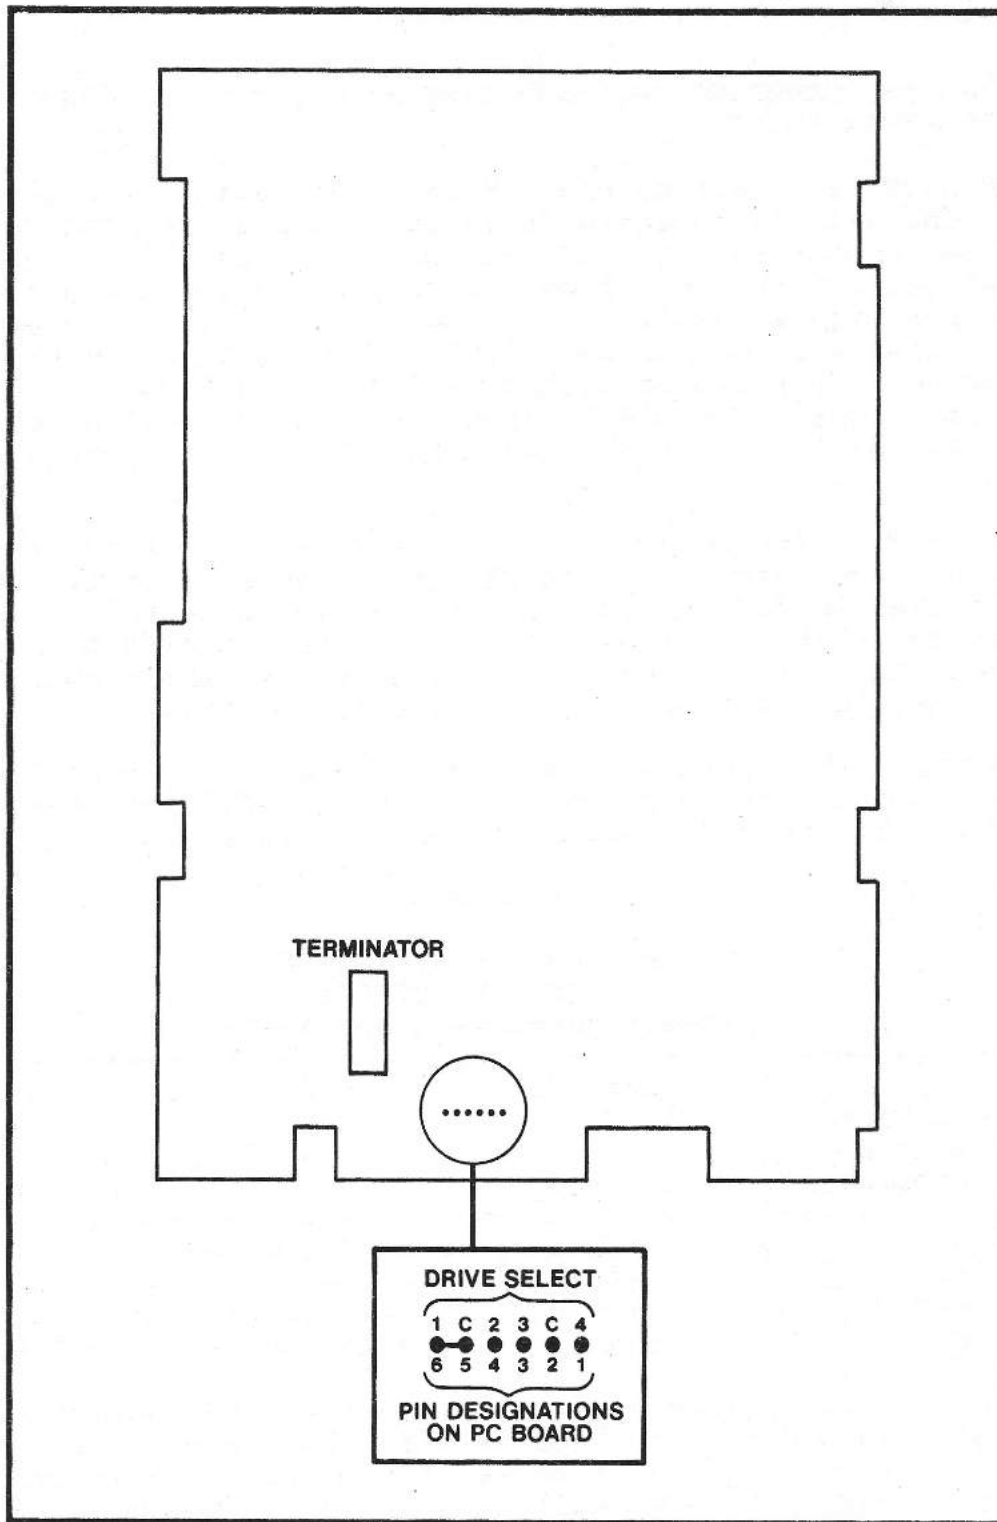 TERMINATOR
DRIVE SELECT
1 C 2 3 C 4
6 5 4 3 2 1
PIN DESIGNATIONS
ON PC BOARD